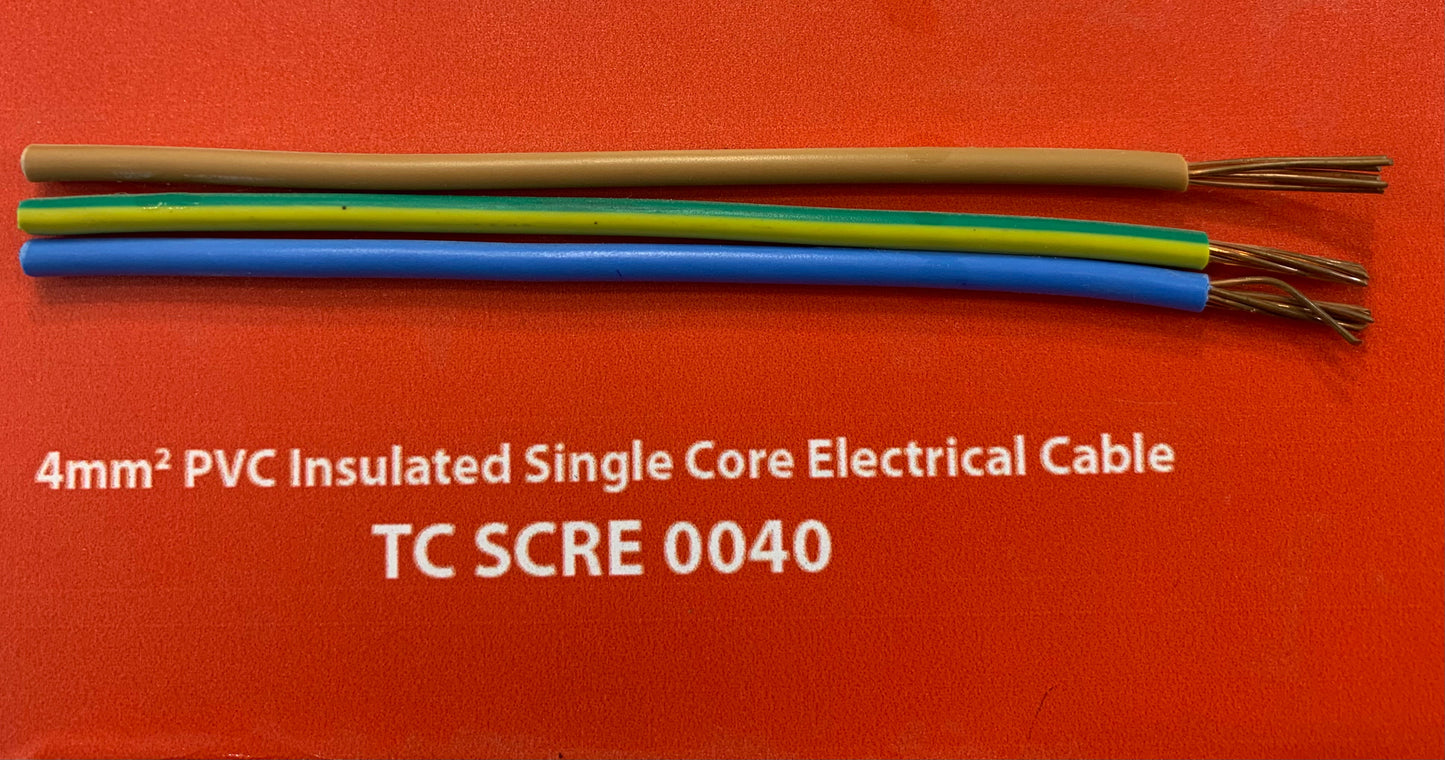 4mm² PVC Insulated Single Core Electrical Cable
TC SCRE 0040